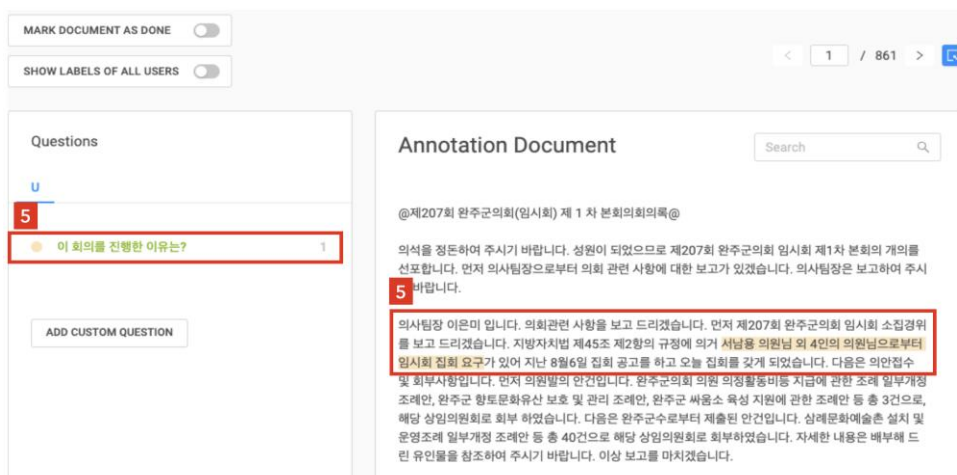 MARK DOCUMENT AS DONE
SHOW LABELS OF ALL USERS
< 1 / 861 >
Questions
U
5
이 회의를 진행한 이유는? 1
ADD CUSTOM QUESTION
Annotation Document
Search
@제207회 완주군의회(임시회) 제 1 차 본회의회의록@
의석을 정돈하여 주시기 바랍니다. 성원이 되었으므로 제207회 완주군의회 임시회 제1차 본회의 개의를
선포합니다. 먼저 의사팀장으로부터 의회 관련 사항에 대한 보고가 있겠습니다. 의사팀장은 보고하여 주시
5 바랍니다.
의사팀장 이은미 입니다. 의회관련 사항을 보고 드리겠습니다. 먼저 제207회 완주군의회 임시회 소집경위
를 보고 드리겠습니다. 지방자치법 제45조 제2항의 규정에 의거 서남용 의원님 외 4인의 의원님으로부터
임시회 집회 요구가 있어 지난 8월6일 집회 공고를 하고 오늘 집회를 갖게 되었습니다. 다음은 의안접수
및 회부사항입니다. 먼저 의원발의 안건입니다. 완주군의회 의원 의정활동비등 지급에 관한 조례 일부개정
조례안, 완주군 향토문화유산 보호 및 관리 조례안, 완주군 싸움소 육성 지원에 관한 조례안 등 총 3건으로,
해당 상임의원회로 회부 하였습니다. 다음은 완주군수로부터 제출된 안건입니다. 삼례문화예술촌 설치 및
운영조례 일부개정 조례안 등 총 40건으로 해당 상임의원회로 회부하였습니다. 자세한 내용은 배부해 드
린 유인물을 참조하여 주시기 바랍니다. 이상 보고를 마치겠습니다.